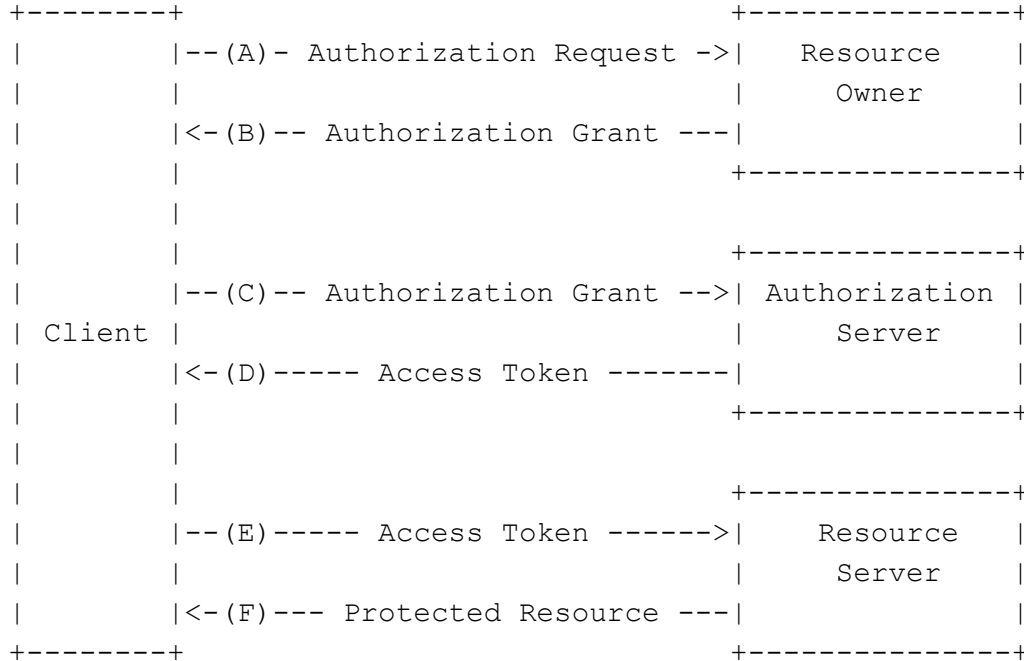 +--------+                               +---------------+
|        |--(A)- Authorization Request ->|   Resource    |
|        |                               |     Owner     |
|        |<-(B)-- Authorization Grant ---|               |
|        |                               +---------------+
|        |
|        |                               +---------------+
|        |--(C)-- Authorization Grant -->| Authorization |
| Client |                               |     Server    |
|        |<-(D)----- Access Token -------|               |
|        |                               +---------------+
|        |
|        |                               +---------------+
|        |--(E)----- Access Token ------>|    Resource   |
|        |                               |     Server    |
|        |<-(F)--- Protected Resource ---|               |
+--------+                               +---------------+